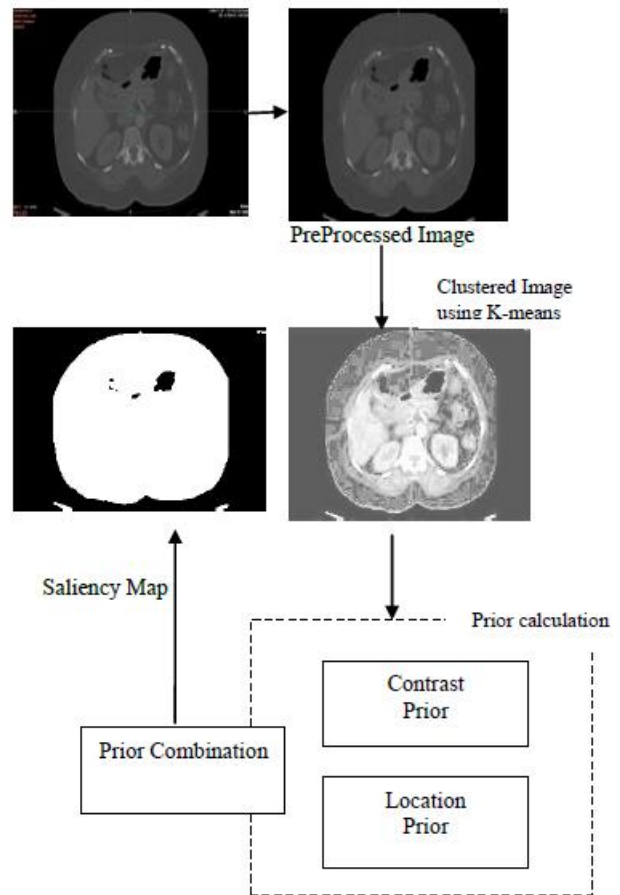 PreProcessed Image
Clustered Image
using K-means
Saliency Map
Prior calculation
Contrast
Prior
Prior Combination
Location
Prior